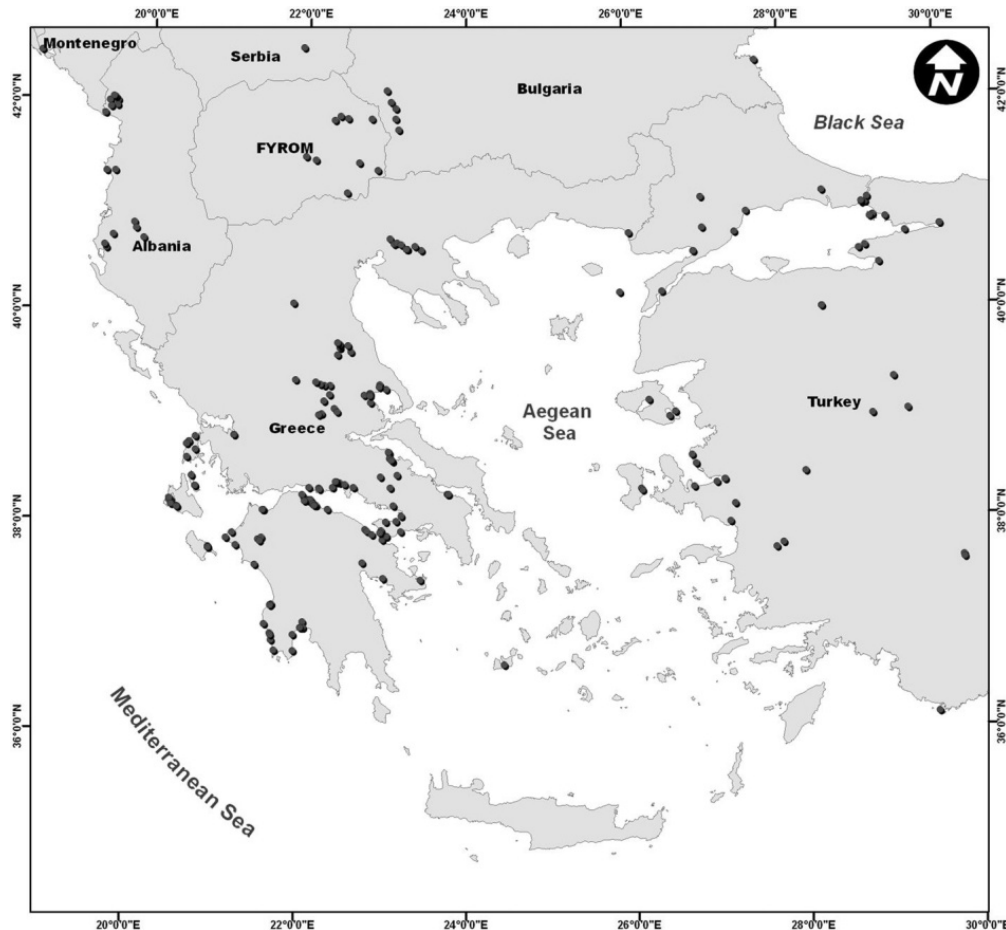 20°0'0"E 22°0'0"E 24°0'0"E 26°0'0"E 28°0'0"E 30°0'0"E
Montenegro
Serbia
Bulgaria
N
42°0'0"N
42°0'0"N
Black Sea
FYROM
Albania
40°0'0"N
40°0'0"N
Greece
Aegean
Sea
Turkey
38°0'0"N
38°0'0"N
Mediterranean Sea
36°0'0"N
36°0'0"N
20°0'0"E 22°0'0"E 24°0'0"E 26°0'0"E 28°0'0"E 30°0'0"E